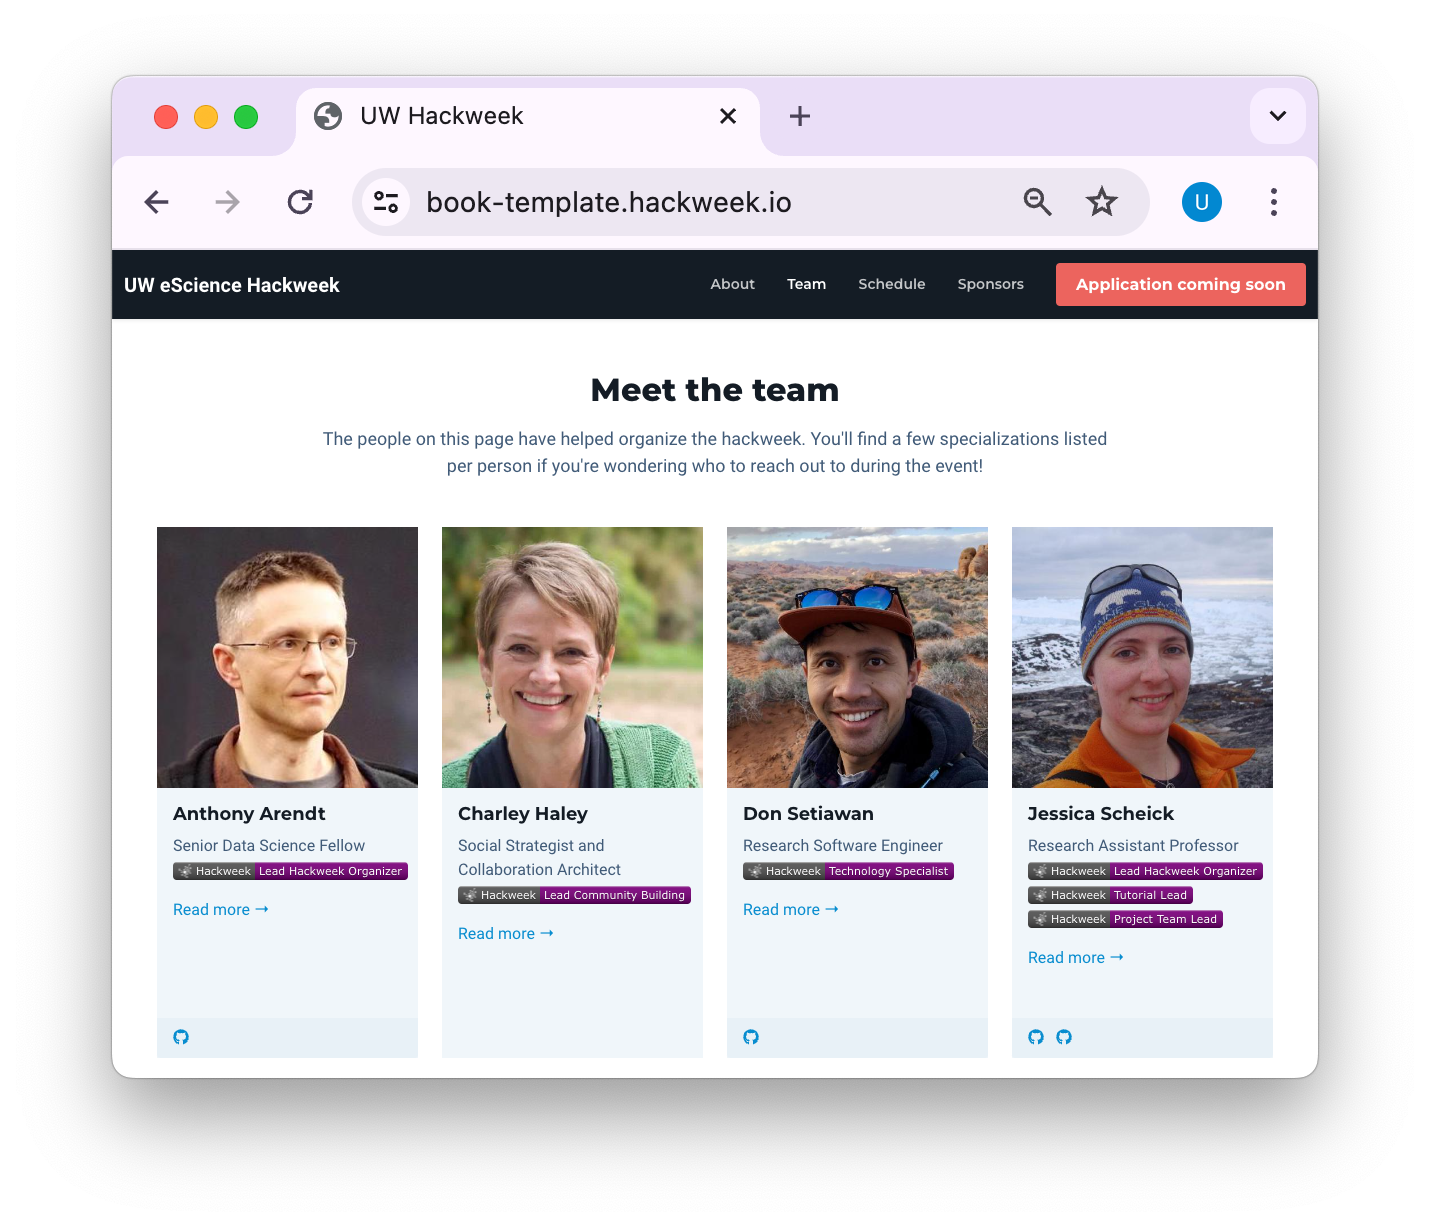 UW Hackweek
book-template.hackweek.io
U
UW eScience Hackweek
About Team Schedule Sponsors Application coming soon
Meet the team
The people on this page have helped organize the hackweek. You'll find a few specializations listed
per person if you're wondering who to reach out to during the event!
Anthony Arendt
Senior Data Science Fellow
Hackweek Lead Hackweek Organizer
Read more →
Charley Haley
Social Strategist and
Collaboration Architect
Hackweek Lead Community Building
Read more →
Don Setiawan
Research Software Engineer
Hackweek Technology Specialist
Read more →
Jessica Scheick
Research Assistant Professor
Hackweek Lead Hackweek Organizer
Hackweek Tutorial Lead
Hackweek Project Team Lead
Read more →